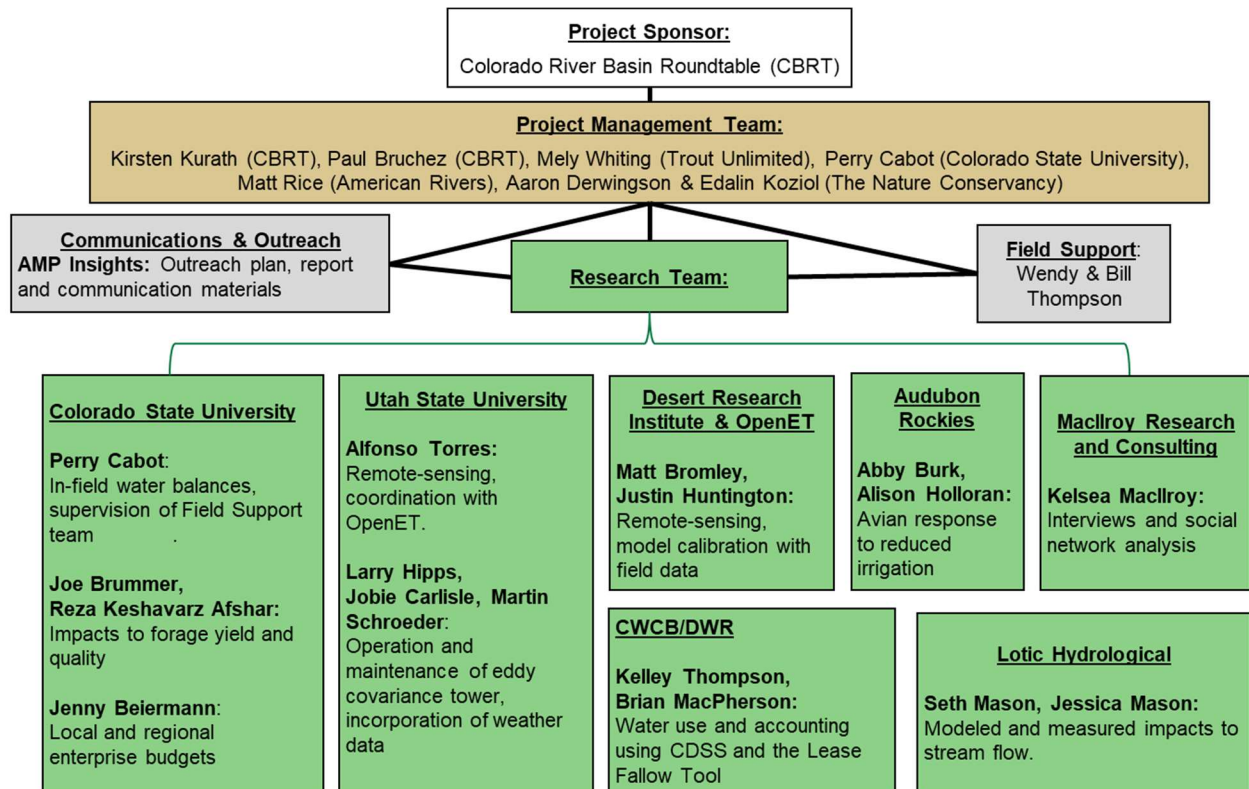 Project Sponsor:
Colorado River Basin Roundtable (CBRT)
Project Management Team:
Kirsten Kurath (CBRT), Paul Bruchez (CBRT), Mely Whiting (Trout Unlimited), Perry Cabot (Colorado State University),
Matt Rice (American Rivers), Aaron Derwingson & Edalin Koziol (The Nature Conservancy)
Communications & Outreach
AMP Insights: Outreach plan, report
and communication materials
Research Team:
Field Support:
Wendy & Bill
Thompson
Colorado State University
Perry Cabot:
In-field water balances,
supervision of Field Support
team .
Joe Brummer,
Reza Keshavarz Afshar:
Impacts to forage yield and
quality
Jenny Beiermann:
Local and regional
enterprise budgets
Utah State University
Alfonso Torres:
Remote-sensing,
coordination with
OpenET.
Larry Hipps,
Jobie Carlisle, Martin
Schroeder:
Operation and
maintenance of eddy
covariance tower,
incorporation of weather
data
Desert Research
Institute & OpenET
Matt Bromley,
Justin Huntington:
Remote-sensing,
model calibration with
field data
Audubon
Rockies
Abby Burk,
Alison Holloran:
Avian response
to reduced
irrigation
MacIlroy Research
and Consulting
Kelsea MacIlroy:
Interviews and social
network analysis
CWCB/DWR
Kelley Thompson,
Brian MacPherson:
Water use and accounting
using CDSS and the Lease
Fallow Tool
Lotic Hydrological
Seth Mason, Jessica Mason:
Modeled and measured impacts to
stream flow.